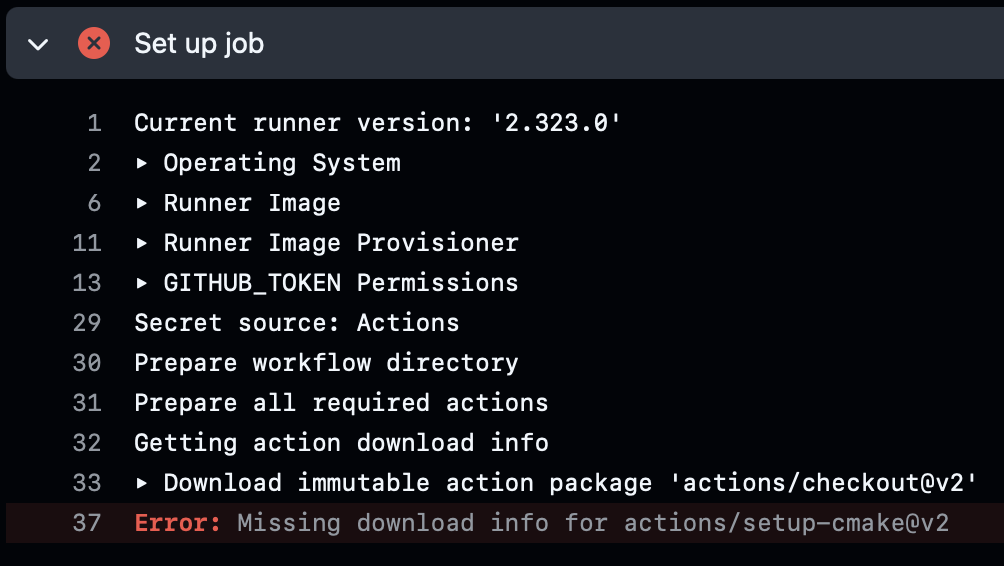 Set up job
1 Current runner version: '2.323.0'
2 ▸ Operating System
6 ▸ Runner Image
11 ▸ Runner Image Provisioner
13 ▸ GITHUB_TOKEN Permissions
29 Secret source: Actions
30 Prepare workflow directory
31 Prepare all required actions
32 Getting action download info
33 ▸ Download immutable action package 'actions/checkout@v2'
37 Error: Missing download info for actions/setup-cmake@v2